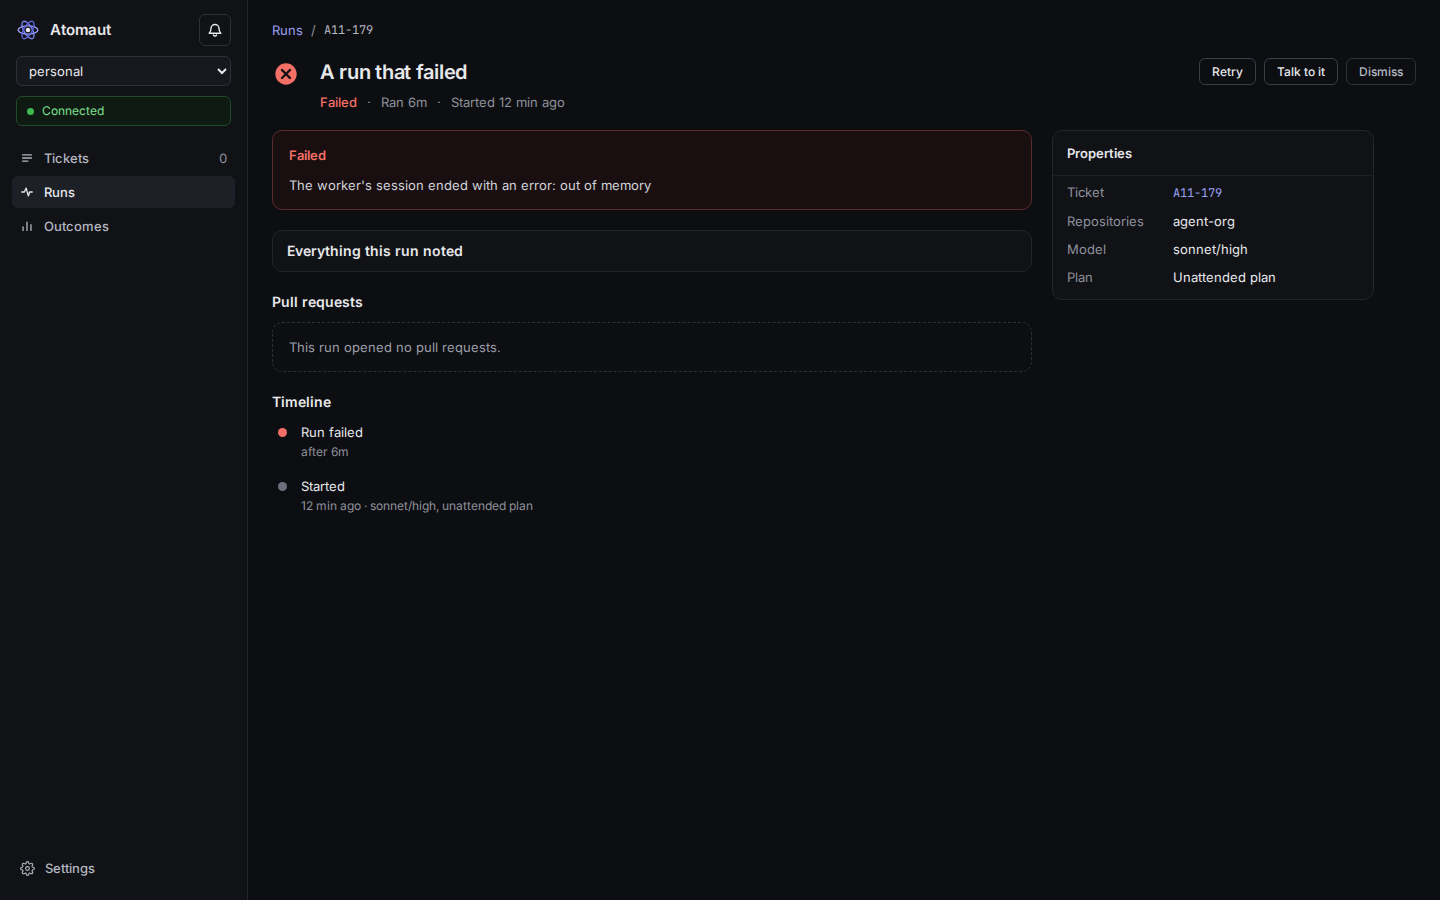 Atomaut
personal
Connected
Tickets 0
Runs
Outcomes
Settings
Runs / A11-179
A run that failed
Retry
Talk to it
Dismiss
Failed · Ran 6m · Started 12 min ago
Failed
The worker's session ended with an error: out of memory
Everything this run noted
Pull requests
This run opened no pull requests.
Timeline
Run failed
after 6m
Started
12 min ago · sonnet/high, unattended plan
Properties
Ticket A11-179
Repositories agent-org
Model sonnet/high
Plan Unattended plan